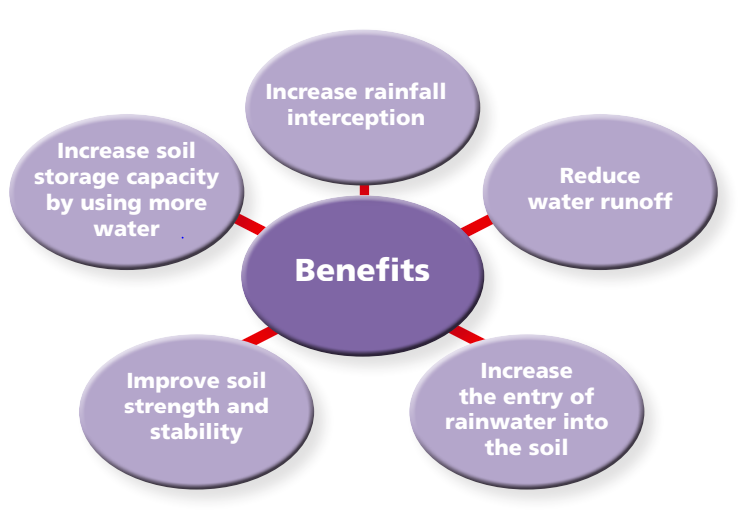 Increase rainfall
interception
Increase soil
storage capacity
by using more
water
Reduce
water runoff
Benefits
Improve soil
strength and
stability
Increase
the entry of
rainwater into
the soil